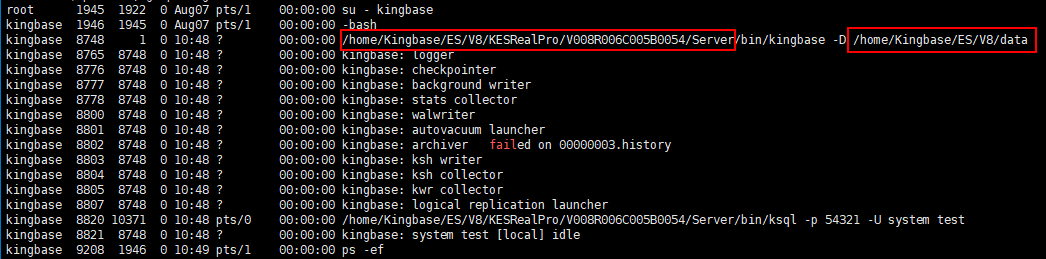 root 1945 1922 0 Aug07 pts/1 00:00:00 su - kingbase
kingbase 1946 1945 0 Aug07 pts/1 00:00:00 -bash
kingbase 8748 1 0 10:48 ? 00:00:00 /home/Kingbase/ES/V8/KESRealPro/V008R006C005B0054/Server/bin/kingbase -D /home/Kingbase/ES/V8/data
kingbase 8765 8748 0 10:48 ? 00:00:00 kingbase: logger
kingbase 8776 8748 0 10:48 ? 00:00:00 kingbase: checkpointer
kingbase 8777 8748 0 10:48 ? 00:00:00 kingbase: background writer
kingbase 8778 8748 0 10:48 ? 00:00:00 kingbase: stats collector
kingbase 8800 8748 0 10:48 ? 00:00:00 kingbase: walwriter
kingbase 8801 8748 0 10:48 ? 00:00:00 kingbase: autovacuum launcher
kingbase 8802 8748 0 10:48 ? 00:00:00 kingbase: archiver failed on 00000003.history
kingbase 8803 8748 0 10:48 ? 00:00:00 kingbase: ksh writer
kingbase 8804 8748 0 10:48 ? 00:00:00 kingbase: ksh collector
kingbase 8805 8748 0 10:48 ? 00:00:00 kingbase: kwr collector
kingbase 8807 8748 0 10:48 ? 00:00:00 kingbase: logical replication launcher
kingbase 8820 10371 0 10:48 pts/0 00:00:00 /home/Kingbase/ES/V8/KESRealPro/V008R006C005B0054/Server/bin/ksql -p 54321 -U system test
kingbase 8821 8748 0 10:48 ? 00:00:00 kingbase: system test [local] idle
kingbase 9208 1946 0 10:49 pts/1 00:00:00 ps -ef